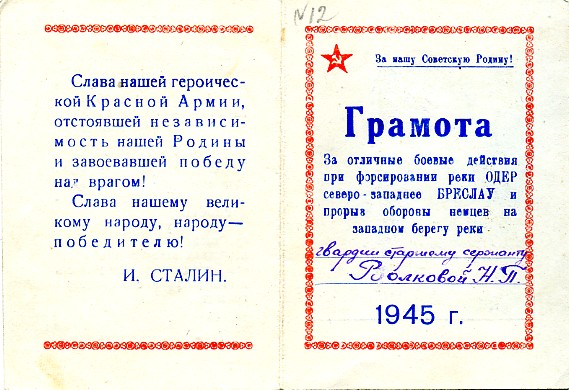 N12
Слава нашей героичес-
кой Красной Армии,
отстоявшей независи-
мость нашей Родины
и завоевавшей победу
над врагом!
Слава нашему вели-
кому народу, народу—
победителю!
И. СТАЛИН.
За нашу Советскую Родину!
Грамота
За отличные боевые действия
при форсировании реки ОДЕР
северо-западнее БРЕСЛАУ и
прорыв обороны немцев на
западном берегу реки
гвардии старшему сержанту
Волковой Н.П.
1945 г.